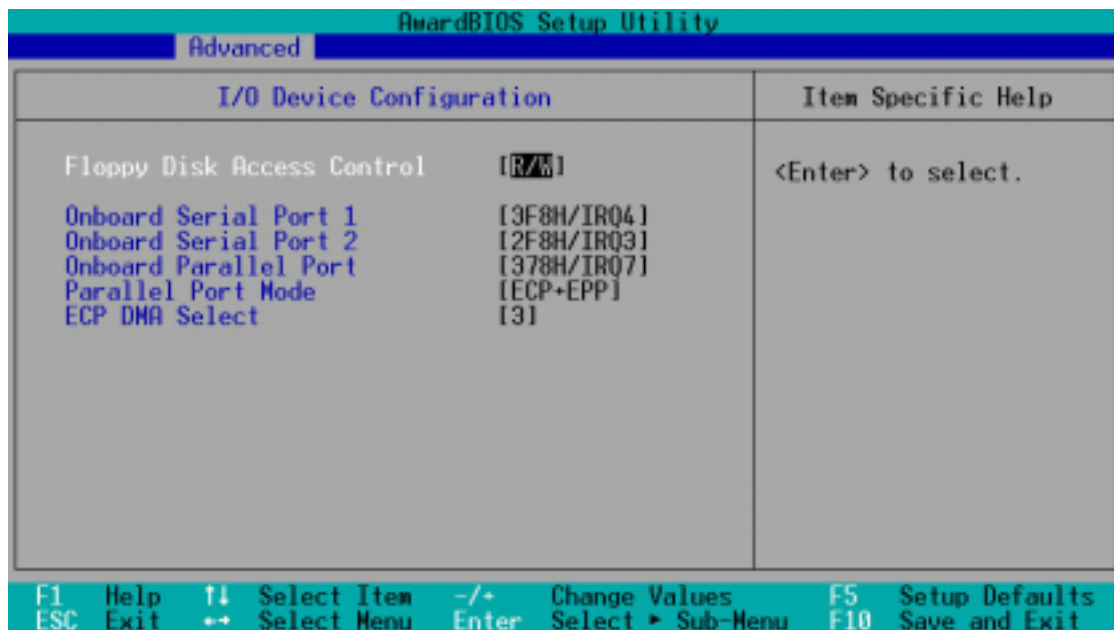 AwardBIOS Setup Utility
Advanced
I/O Device Configuration
Item Specific Help
Floppy Disk Access Control [R/W]
<Enter> to select.
Onboard Serial Port 1 [3F8H/IRQ4]
Onboard Serial Port 2 [2F8H/IRQ3]
Onboard Parallel Port [378H/IRQ7]
Parallel Port Mode [ECP+EPP]
ECP DMA Select [3]
F1 Help ↑↓ Select Item -/+ Change Values F5 Setup Defaults
ESC Exit ←→ Select Menu Enter Select ► Sub-Menu F10 Save and Exit